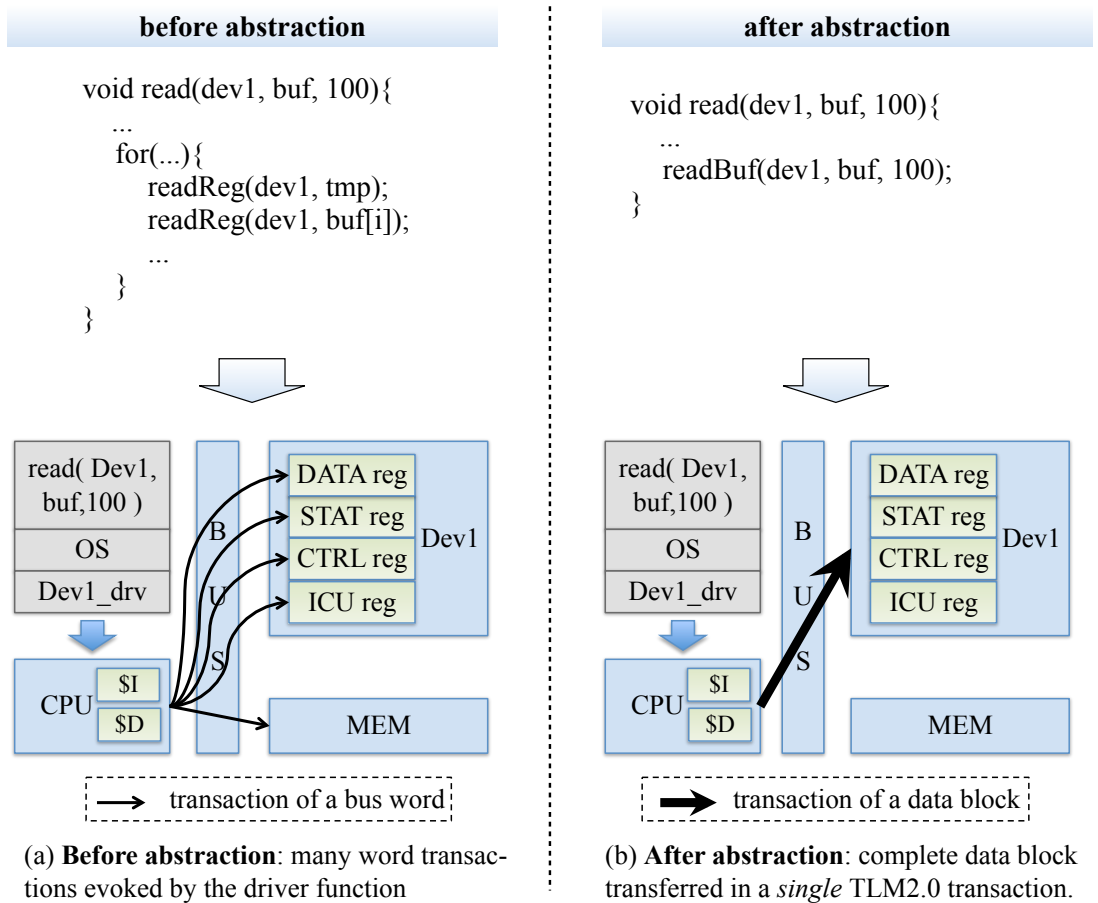 before abstraction
void read(dev1, buf, 100){
...
for(...){
readReg(dev1, tmp);
readReg(dev1, buf[i]);
...
}
}
read( Dev1,
buf,100 )
OS
Dev1_drv
CPU
$I
$D
B
U
S
DATA reg
STAT reg
CTRL reg
ICU reg
Dev1
MEM
transaction of a bus word
(a) Before abstraction: many word transac-
tions evoked by the driver function
after abstraction
void read(dev1, buf, 100){
...
readBuf(dev1, buf, 100);
}
read( Dev1,
buf,100 )
OS
Dev1_drv
CPU
$I
$D
B
U
S
DATA reg
STAT reg
CTRL reg
ICU reg
Dev1
MEM
transaction of a data block
(b) After abstraction: complete data block
transferred in a single TLM2.0 transaction.